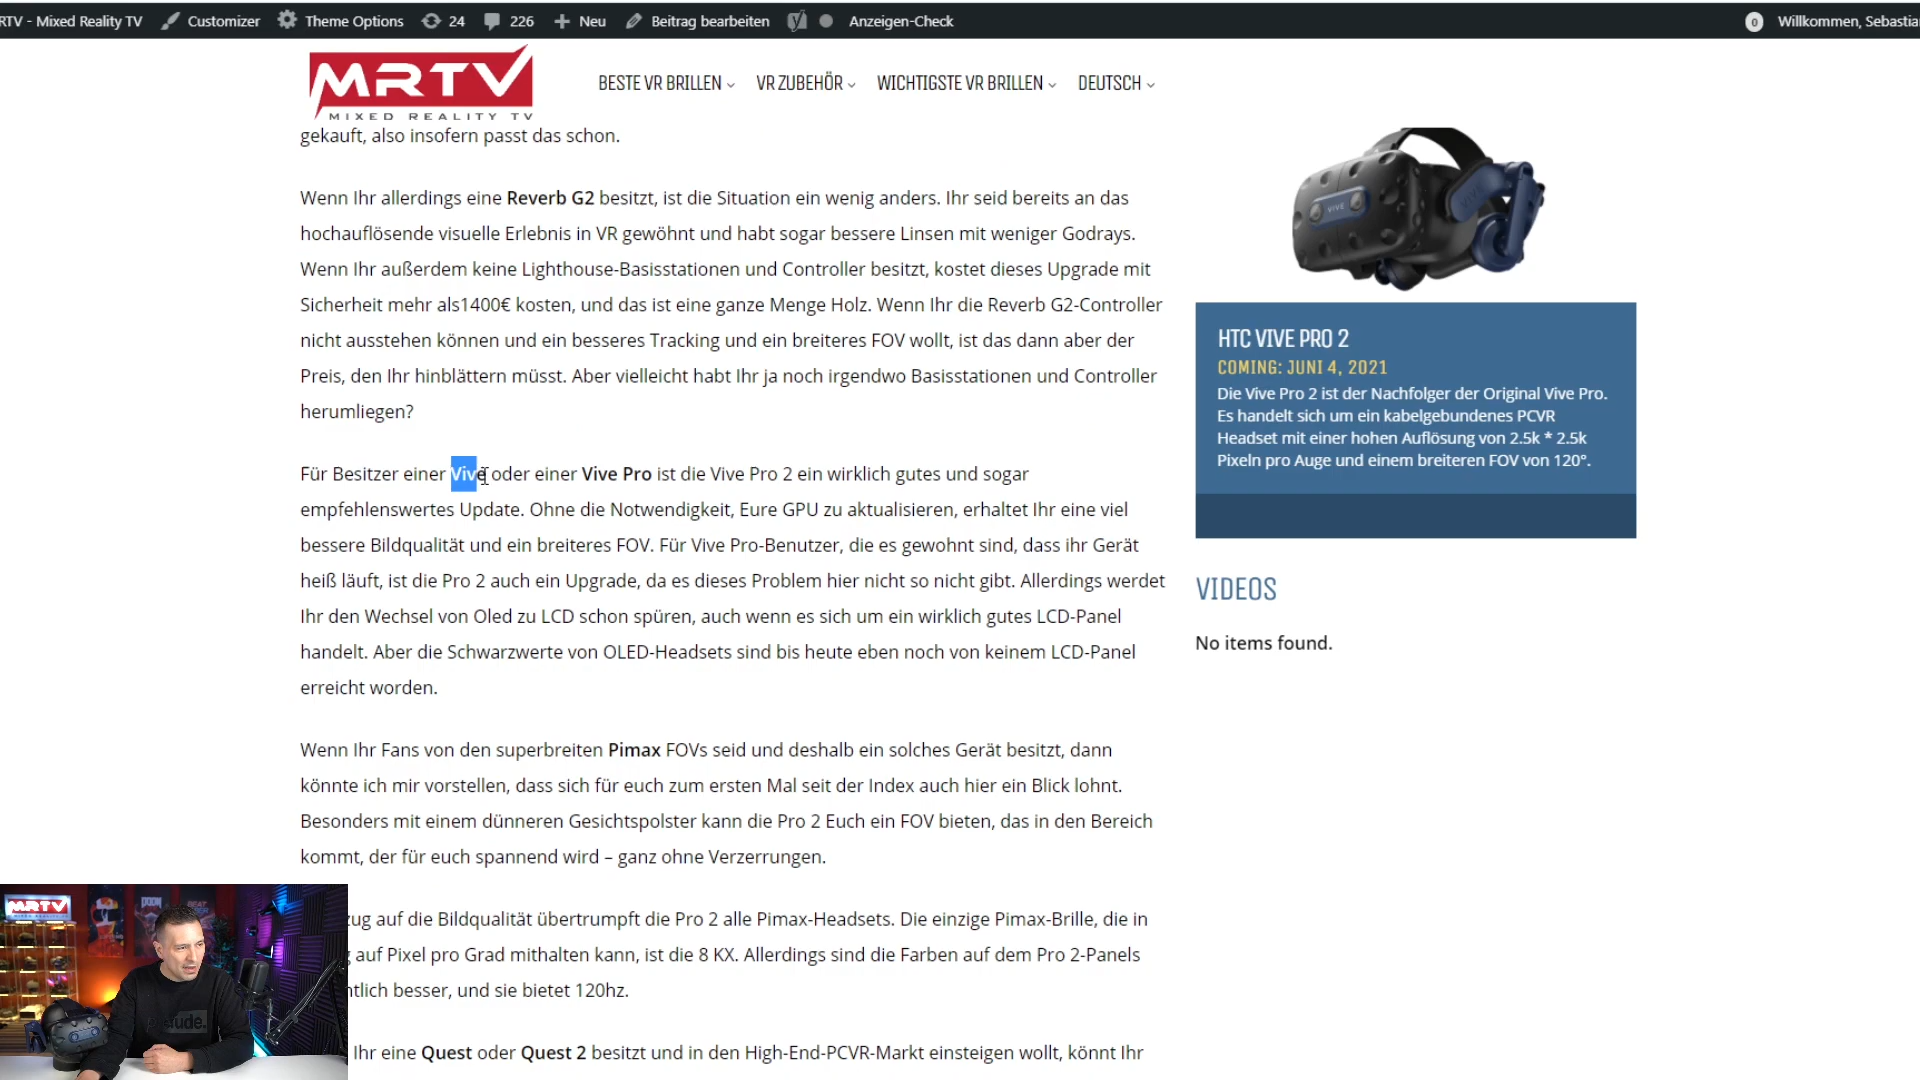 RTV - Mixed Reality TV Customizer Theme Options 24 226 Neu Beitrag bearbeiten Anzeigen-Check 0 Willkommen, Sebastia
MRTV
MIXED REALITY TV
BESTE VR BRILLEN VR ZUBEHÖR WICHTIGSTE VR BRILLEN DEUTSCH
gekauft, also insofern passt das schon.
Wenn Ihr allerdings eine Reverb G2 besitzt, ist die Situation ein wenig anders. Ihr seid bereits an das
hochauflösende visuelle Erlebnis in VR gewöhnt und habt sogar bessere Linsen mit weniger Godrays.
Wenn Ihr außerdem keine Lighthouse-Basisstationen und Controller besitzt, kostet dieses Upgrade mit
Sicherheit mehr als1400€ kosten, und das ist eine ganze Menge Holz. Wenn Ihr die Reverb G2-Controller
nicht ausstehen können und ein besseres Tracking und ein breiteres FOV wollt, ist das dann aber der
Preis, den Ihr hinblättern müsst. Aber vielleicht habt Ihr ja noch irgendwo Basisstationen und Controller
herumliegen?
Für Besitzer einer Vive oder einer Vive Pro ist die Vive Pro 2 ein wirklich gutes und sogar
empfehlenswertes Update. Ohne die Notwendigkeit, Eure GPU zu aktualisieren, erhaltet Ihr eine viel
bessere Bildqualität und ein breiteres FOV. Für Vive Pro-Benutzer, die es gewohnt sind, dass ihr Gerät
heiß läuft, ist die Pro 2 auch ein Upgrade, da es dieses Problem hier nicht so nicht gibt. Allerdings werdet
Ihr den Wechsel von Oled zu LCD schon spüren, auch wenn es sich um ein wirklich gutes LCD-Panel
handelt. Aber die Schwarzwerte von OLED-Headsets sind bis heute eben noch von keinem LCD-Panel
erreicht worden.
Wenn Ihr Fans von den superbreiten Pimax FOVs seid und deshalb ein solches Gerät besitzt, dann
könnte ich mir vorstellen, dass sich für euch zum ersten Mal seit der Index auch hier ein Blick lohnt.
Besonders mit einem dünneren Gesichtspolster kann die Pro 2 Euch ein FOV bieten, das in den Bereich
kommt, der für euch spannend wird – ganz ohne Verzerrungen.
zug auf die Bildqualität übertrumpft die Pro 2 alle Pimax-Headsets. Die einzige Pimax-Brille, die in
g auf Pixel pro Grad mithalten kann, ist die 8 KX. Allerdings sind die Farben auf dem Pro 2-Panels
ntlich besser, und sie bietet 120hz.
Ihr eine Quest oder Quest 2 besitzt und in den High-End-PCVR-Markt einsteigen wollt, könnt Ihr
VIVE
HTC VIVE PRO 2
COMING: JUNI 4, 2021
Die Vive Pro 2 ist der Nachfolger der Original Vive Pro.
Es handelt sich um ein kabelgebundenes PCVR
Headset mit einer hohen Auflösung von 2.5k * 2.5k
Pixeln pro Auge und einem breiteren FOV von 120°.
VIDEOS
No items found.
MRTV
DOOM
BEAT